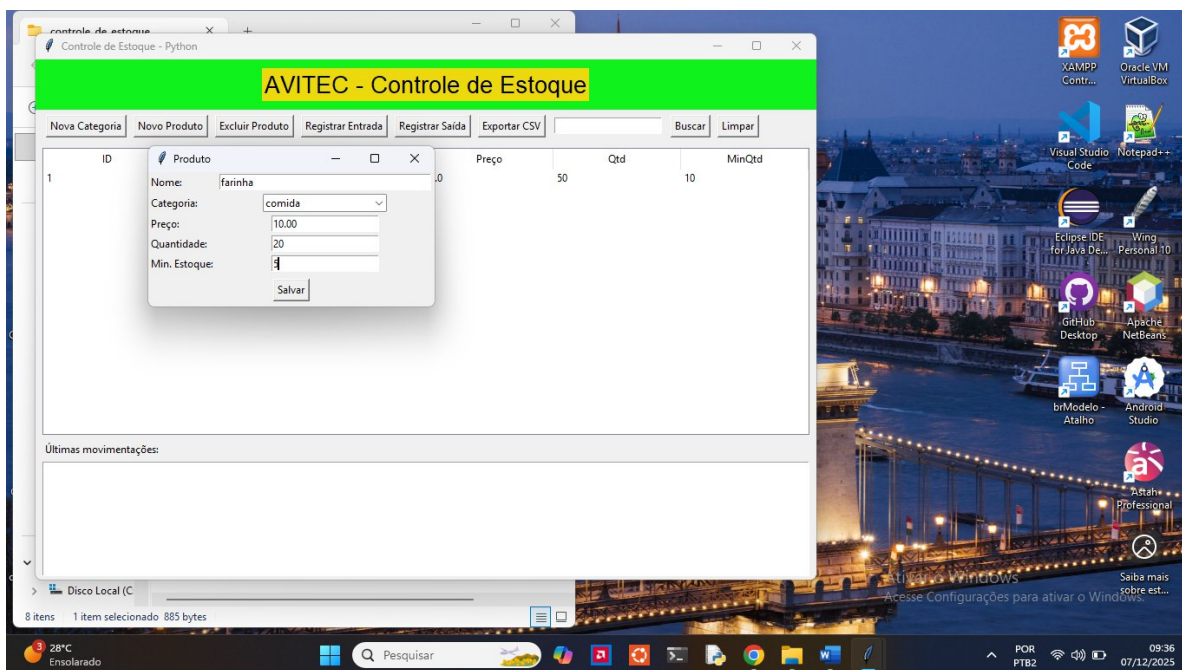 controle de estoque
Controle de Estoque - Python
AVITEC - Controle de Estoque
Nova Categoria Novo Produto Excluir Produto Registrar Entrada Registrar Saída Exportar CSV Buscar Limpar
ID Preço Qtd MinQtd
1 .0 50 10
Produto
Nome: farinha
Categoria: comida
Preço: 10.00
Quantidade: 20
Min. Estoque: 5
Salvar
Últimas movimentações:
Disco Local (C
8 itens 1 item selecionado 885 bytes
XAMPP Contr...
Oracle VM VirtualBox
Visual Studio Code
Notepad++
Eclipse IDE for Java De...
Wing Personal 10
GitHub Desktop
Apache NetBeans
brModelo - Atalho
Android Studio
Astah Professional
Saiba mais sobre est...
Ativar o Windows
Acesse Configurações para ativar o Windows.
3
28°C
Ensolarado
Pesquisar
POR
PTB2
09:36
07/12/2025